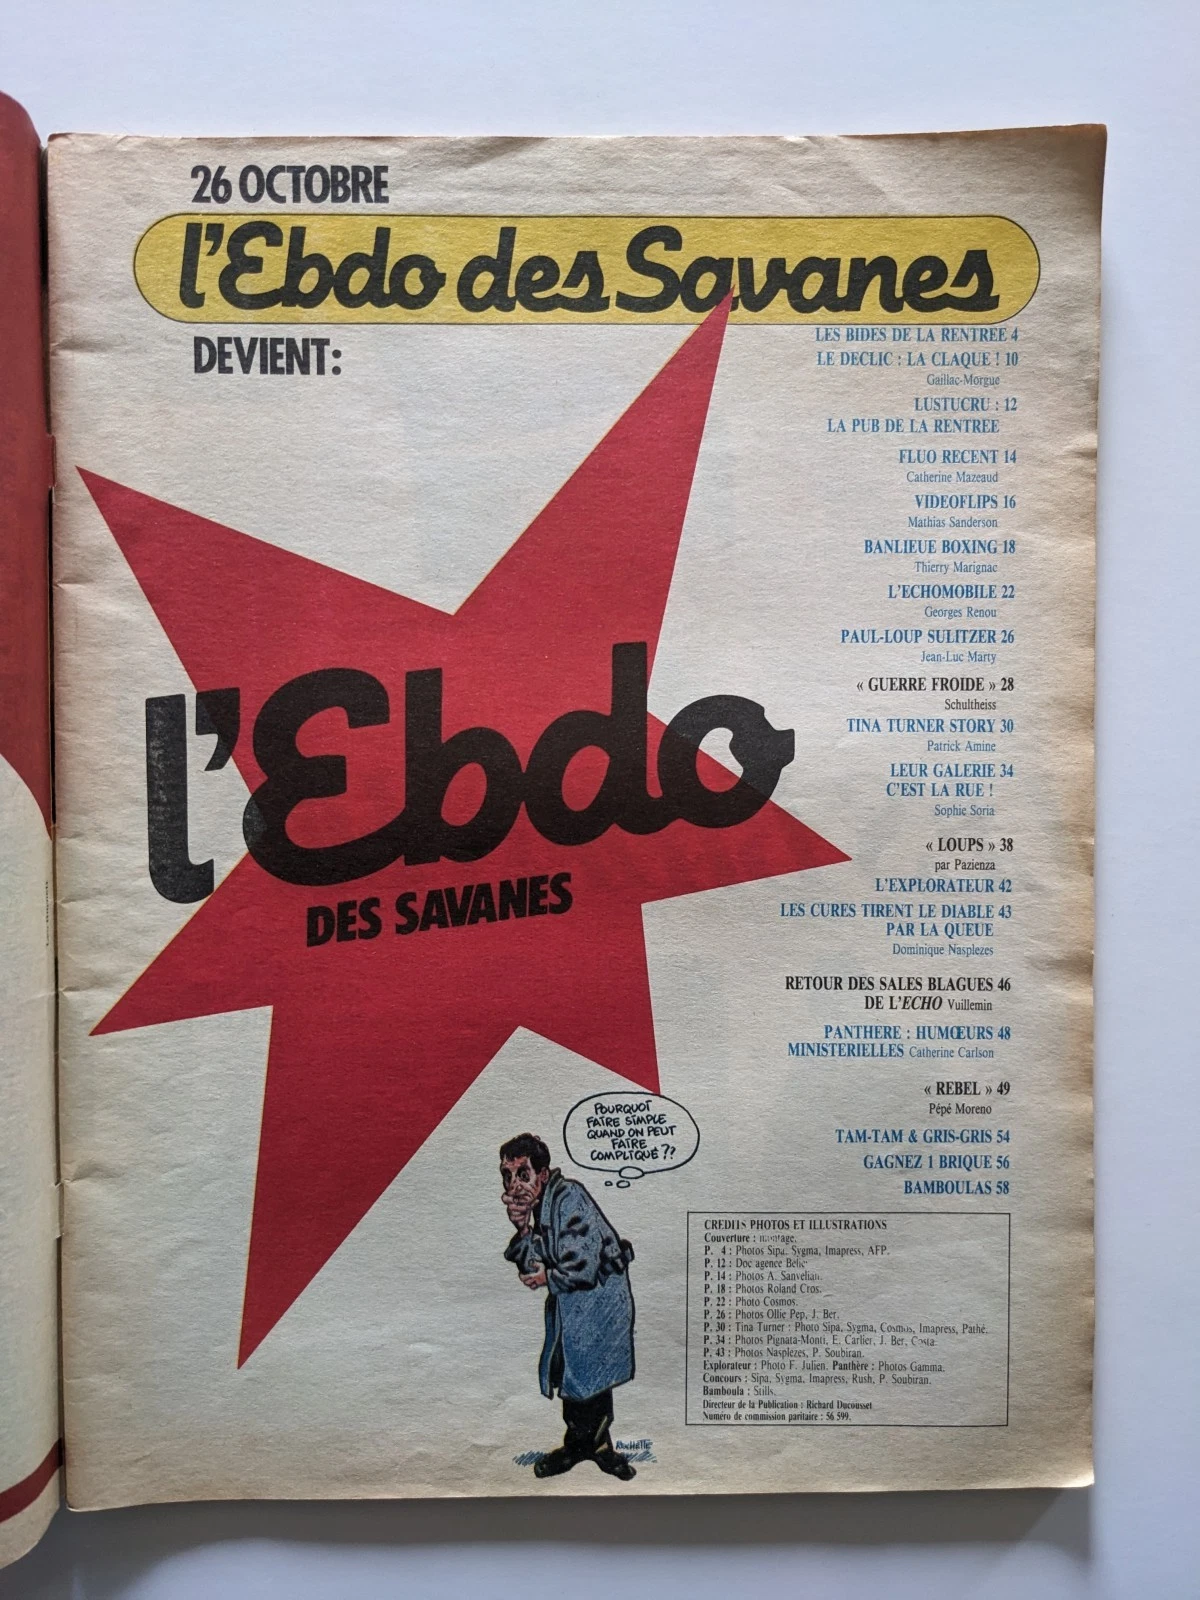 26 OCTOBRE
l'Ebdo des Savanes
DEVIENT:
l'Ebdo
DES SAVANES
LES BIDES DE LA RENTREE 4
LE DECLIC : LA CLAQUE ! 10
Gaillac-Morgue
LUSTUCRU : 12
LA PUB DE LA RENTREE
FLUO RECENT 14
Catherine Mazeaud
VIDEOFLIPS 16
Mathias Sanderson
BANLIEUE BOXING 18
Thierry Marignac
L'ECHOMOBILE 22
Georges Renou
PAUL-LOUP SULITZER 26
Jean-Luc Marty
« GUERRE FROIDE » 28
Schultheiss
TINA TURNER STORY 30
Patrick Amine
LEUR GALERIE 34
C'EST LA RUE !
Sophie Soria
« LOUPS » 38
par Pazienza
L'EXPLORATEUR 42
LES CURES TIRENT LE DIABLE 43
PAR LA QUEUE
Dominique Nasplezes
RETOUR DES SALES BLAGUES 46
DE L'ECHO Vuillemin
PANTHERE : HUMŒURS 48
MINISTERIELLES Catherine Carlson
« REBEL » 49
Pépé Moreno
TAM-TAM & GRIS-GRIS 54
GAGNEZ 1 BRIQUE 56
BAMBOULAS 58
POURQUOI
FAIRE SIMPLE
QUAND ON PEUT
FAIRE
COMPLIQUÉ ??
ROCHETTE
CREDITS PHOTOS ET ILLUSTRATIONS
Couverture : montage.
P. 4 : Photos Sipa, Sygma, Imapress, AFP.
P. 12 : Doc agence Belier
P. 14 : Photos A. Sanvelian.
P. 18 : Photos Roland Cros.
P. 22 : Photo Cosmos.
P. 26 : Photos Ollie Pep, J. Ber.
P. 30 : Tina Turner : Photo Sipa, Sygma, Cosmos, Imapress, Pathé.
P. 34 : Photos Pignata-Monti, E. Carlier, J. Ber, Costa.
P. 43 : Photos Nasplezes, P. Soubiran.
Explorateur : Photo F. Julien. Panthère : Photos Gamma.
Concours : Sipa, Sygma, Imapress, Rush, P. Soubiran.
Bamboula : Stills.
Directeur de la Publication : Richard Ducousset
Numéro de commission paritaire : 56 599.